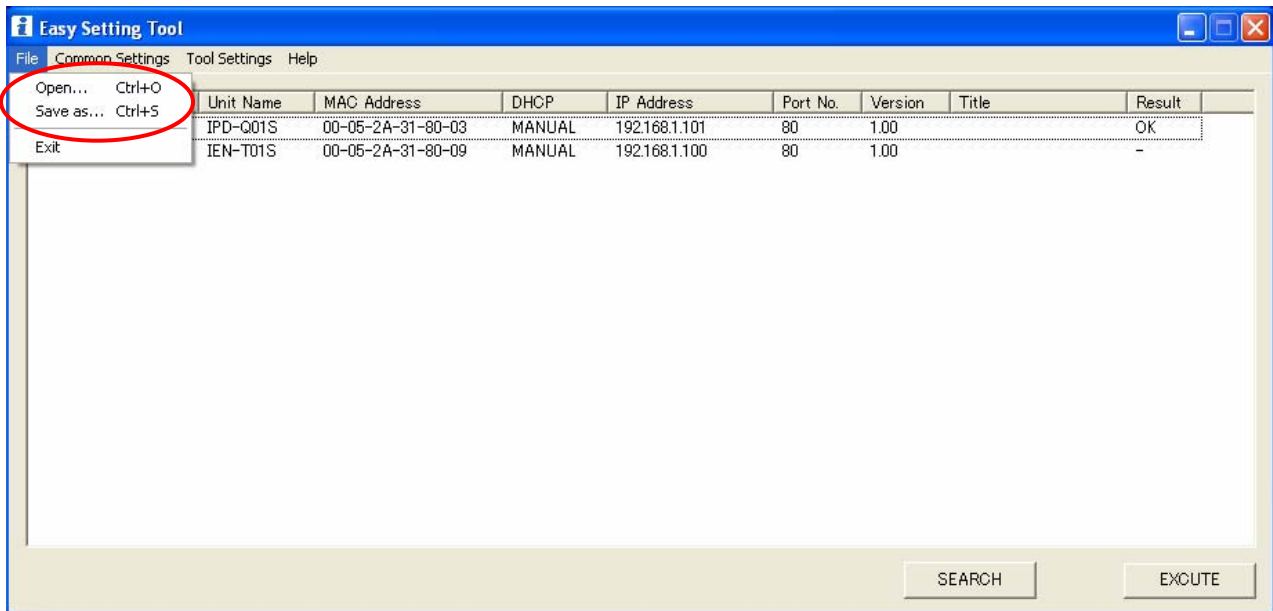 Easy Setting Tool
File Common Settings Tool Settings Help
Open... Ctrl+O
Save as... Ctrl+S
Exit
Unit Name MAC Address DHCP IP Address Port No. Version Title Result
IPD-Q01S 00-05-2A-31-80-03 MANUAL 192.168.1.101 80 1.00 OK
IEN-T01S 00-05-2A-31-80-09 MANUAL 192.168.1.100 80 1.00 -
SEARCH EXCUTE